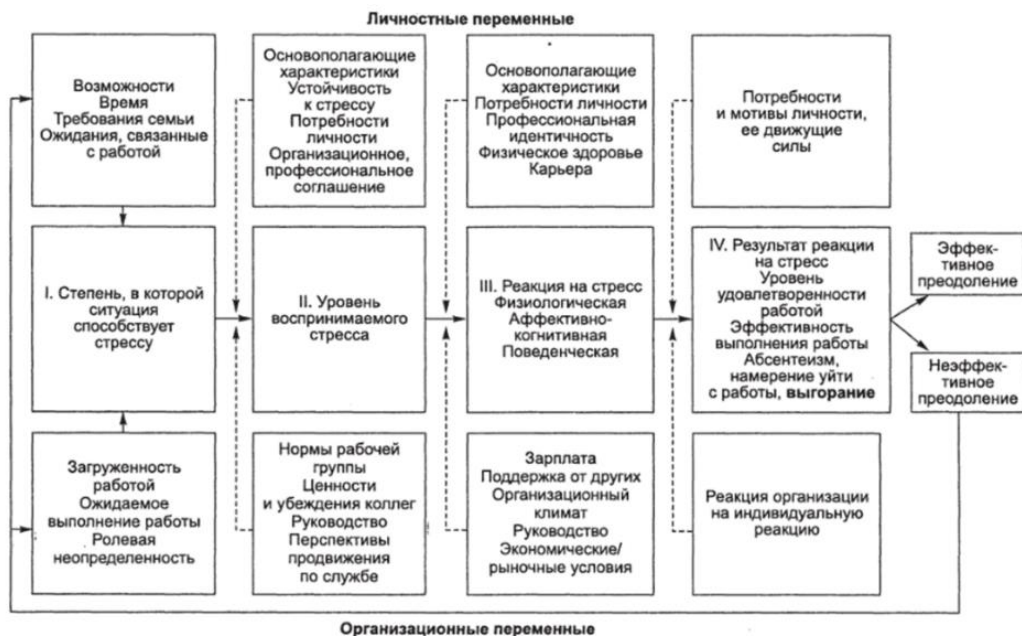 Личностные переменные
Возможности
Время
Требования семьи
Ожидания, связанные
с работой
Основополагающие
характеристики
Устойчивость
к стрессу
Потребности
личности
Организационное,
профессиональное
соглашение
Основополагающие
характеристики
Потребности личности
Профессиональная
идентичность
Физическое здоровье
Карьера
Потребности
и мотивы личности,
ее движущие
силы
I. Степень, в которой
ситуация
способствует
стрессу
II. Уровень
воспринимаемого
стресса
III. Реакция на стресс
Физиологическая
Аффективно-
когнитивная
Поведенческая
IV. Результат реакции
на стресс
Уровень
удовлетворенности
работой
Эффективность
выполнения работы
Абсентеизм,
намерение уйти
с работы, выгорание
Эффек-
тивное
преодоление
Неэффек-
тивное
преодоление
Загруженность
работой
Ожидаемое
выполнение работы
Ролевая
неопределенность
Нормы рабочей
группы
Ценности
и убеждения коллег
Руководство
Перспективы
продвижения
по службе
Зарплата
Поддержка от других
Организационный
климат
Руководство
Экономические/
рыночные условия
Реакция организации
на индивидуальную
реакцию
Организационные переменные